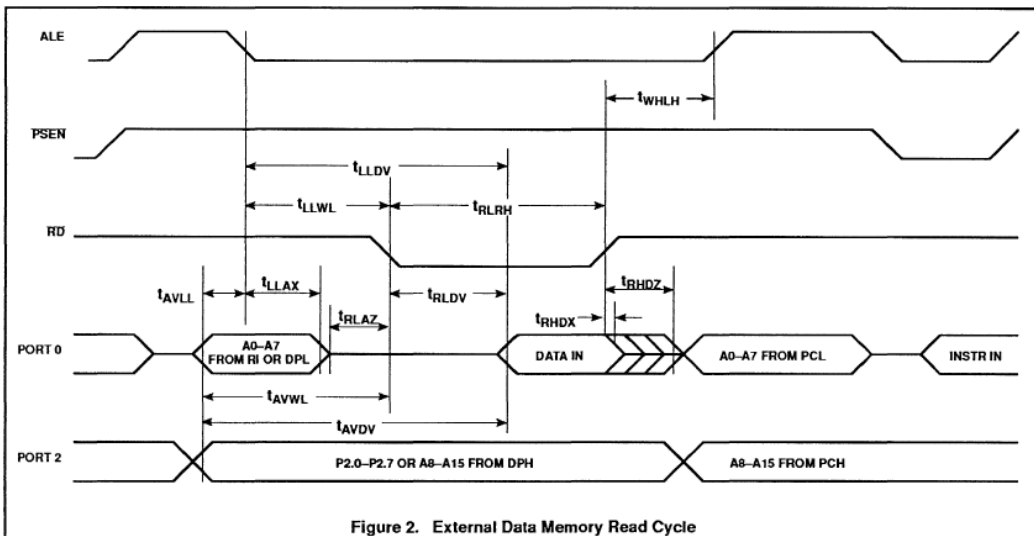 ALE
tWHLH
PSEN
tLLDV
tLLWL
tRLRH
RD
tAVLL
tLLAX
tRLDV
tRHDZ
tRLAZ
tRHDX
PORT 0
A0–A7
FROM RI OR DPL
DATA IN
A0–A7 FROM PCL
INSTR IN
tAVWL
tAVDV
PORT 2
P2.0–P2.7 OR A8–A15 FROM DPH
A8–A15 FROM PCH
Figure 2. External Data Memory Read Cycle